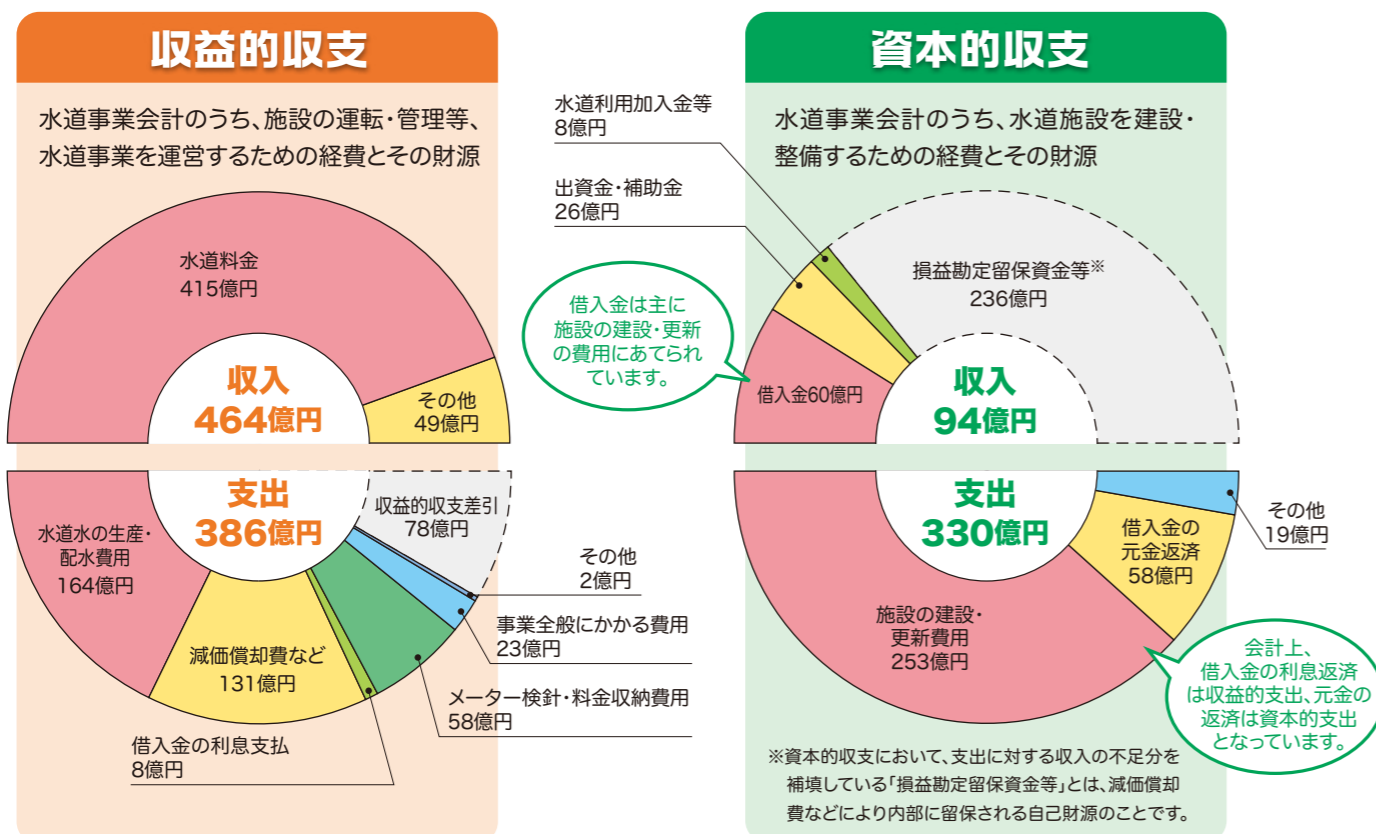 収益的収支
水道事業会計のうち、施設の運転・管理等、
水道事業を運営するための経費とその財源
水道料金
415億円
その他
49億円
収入
464億円
支出
386億円
水道水の生産・
配水費用
164億円
減価償却費など
131億円
借入金の利息支払
8億円
メーター検針・料金収納費用
58億円
事業全般にかかる費用
23億円
その他
2億円
収益的収支差引
78億円
資本的収支
水道事業会計のうち、水道施設を建設・
整備するための経費とその財源
水道利用加入金等
8億円
出資金・補助金
26億円
借入金は主に
施設の建設・更新
の費用にあてられ
ています。
借入金60億円
損益勘定留保資金等※
236億円
収入
94億円
支出
330億円
その他
19億円
借入金の
元金返済
58億円
施設の建設・
更新費用
253億円
会計上、
借入金の利息返済
は収益的支出、元金の
返済は資本的支出
となっています。
※資本的収支において、支出に対する収入の不足分を
補填している「損益勘定留保資金等」とは、減価償却
費などにより内部に留保される自己財源のことです。